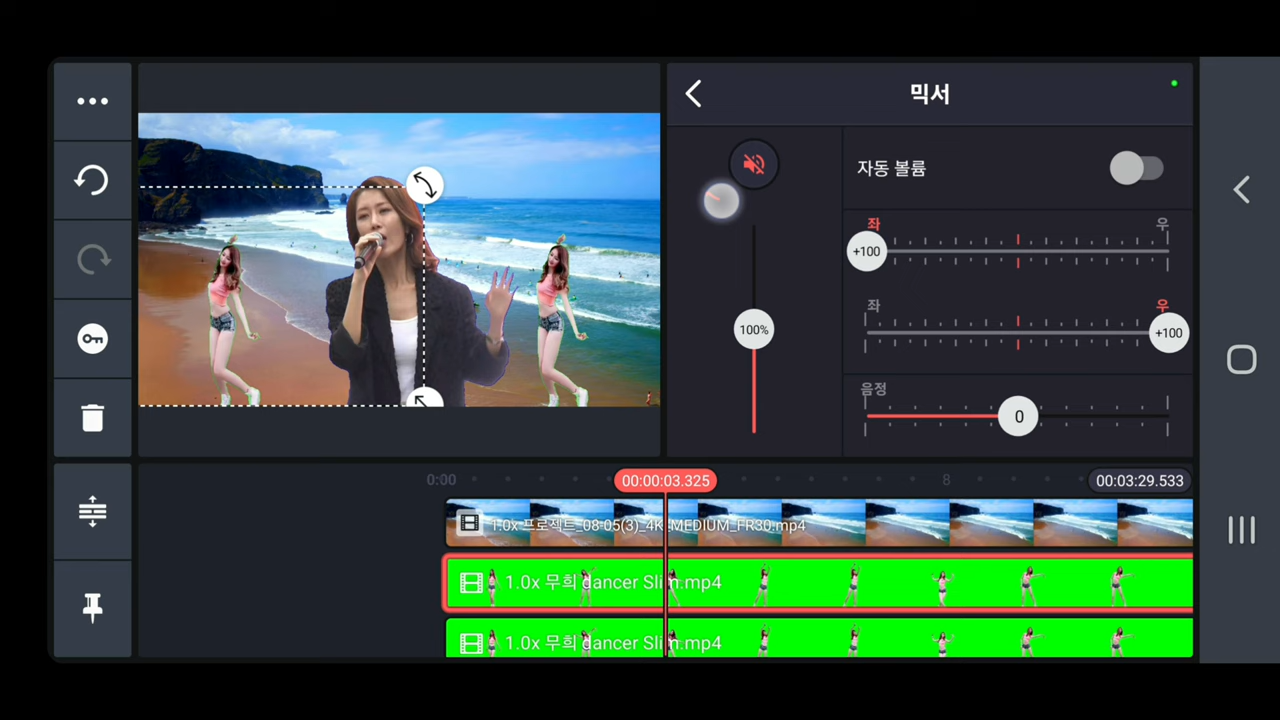 믹서
자동 볼륨
좌 우
+100
100%
좌 우
+100
음정
0
0:00 00:00:03.325 8 00:03:29.533
1.0x 프로젝트_08-05(3)_4K_MEDIUM_FR30.mp4
1.0x 무희 dancer Slim.mp4
1.0x 무희 dancer Slim.mp4